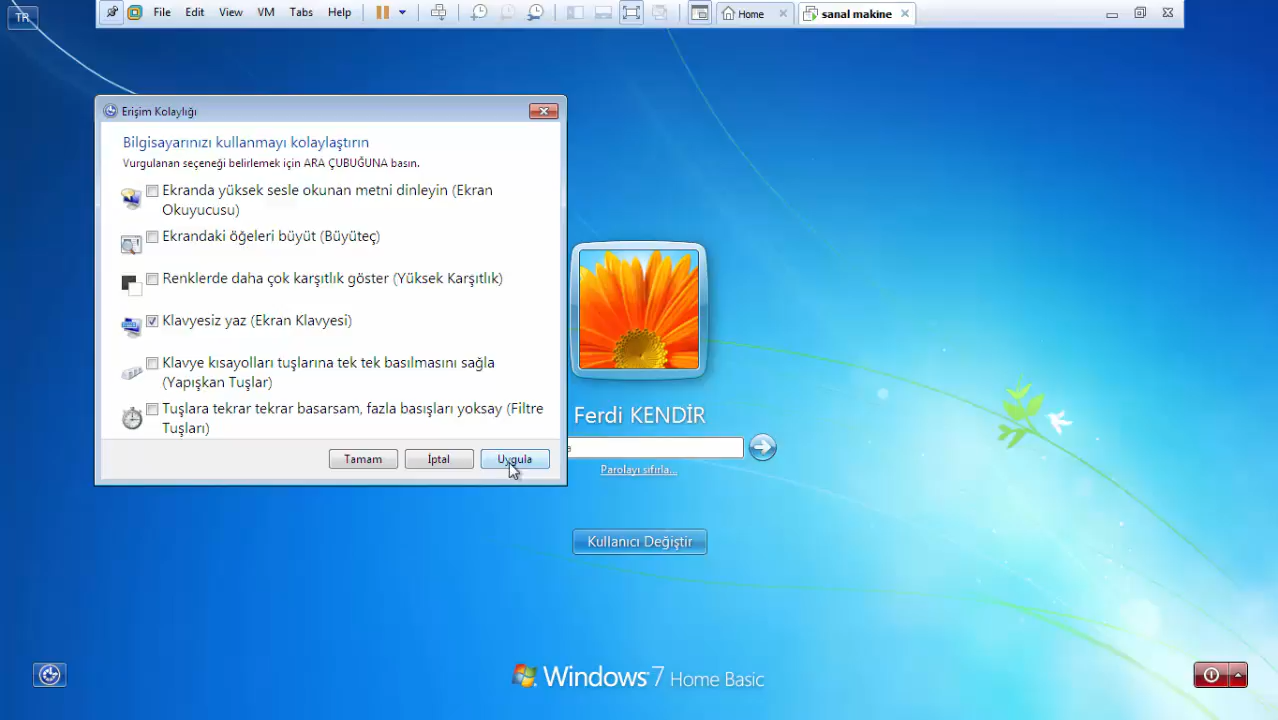 TR
File Edit View VM Tabs Help
Home
sanal makine
Erişim Kolaylığı
Bilgisayarınızı kullanmayı kolaylaştırın
Vurgulanan seçeneği belirlemek için ARA ÇUBUĞUNA basın.
Ekranda yüksek sesle okunan metni dinleyin (Ekran
Okuyucusu)
Ekrandaki öğeleri büyüt (Büyüteç)
Renklerde daha çok karşıtlık göster (Yüksek Karşıtlık)
Klavyesiz yaz (Ekran Klavyesi)
Klavye kısayolları tuşlarına tek tek basılmasını sağla
(Yapışkan Tuşlar)
Tuşlara tekrar tekrar basarsam, fazla basışları yoksay (Filtre
Tuşları)
Tamam İptal Uygula
Ferdi KENDİR
Parolayı sıfırla...
Kullanıcı Değiştir
Windows 7 Home Basic